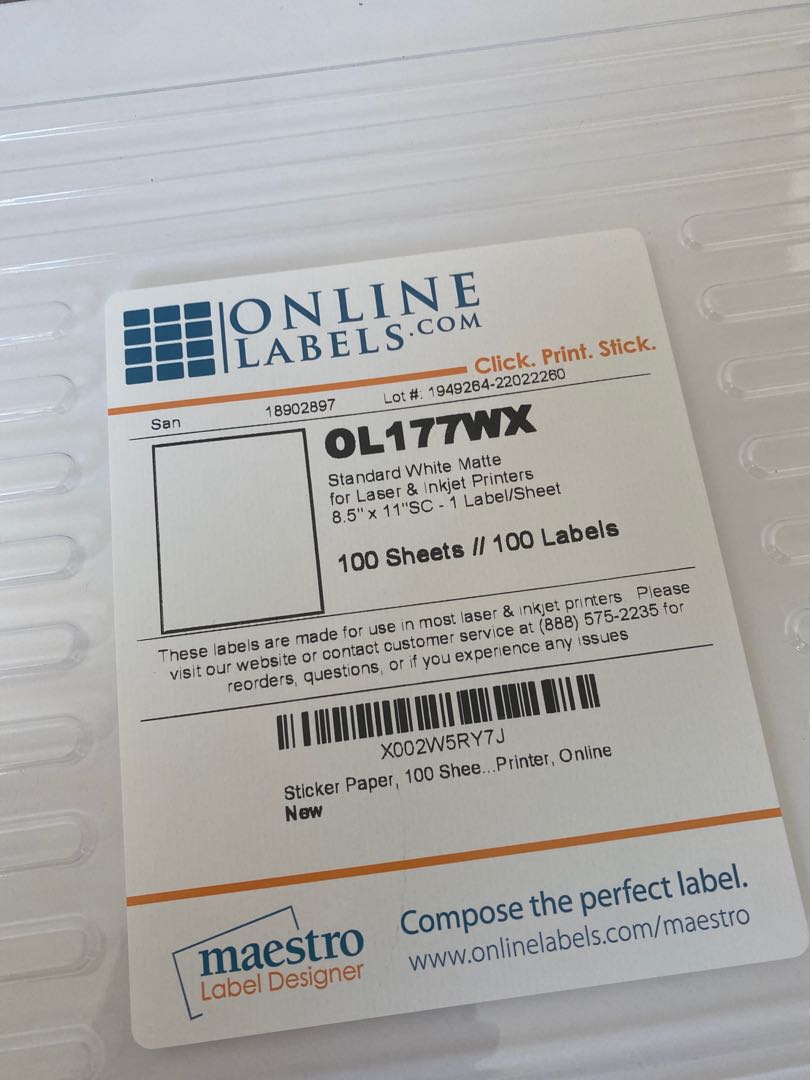 ONLINE
LABELS.COM
Click. Print. Stick.
San 18902897 Lot #: 1949264-22022260
OL177WX
Standard White Matte
for Laser & Inkjet Printers
8.5" x 11"SC - 1 Label/Sheet
100 Sheets // 100 Labels
These labels are made for use in most laser & inkjet printers. Please
visit our website or contact customer service at (888) 575-2235 for
reorders, questions, or if you experience any issues
X002W5RY7J
Sticker Paper, 100 Shee...Printer, Online
New
maestro
Label Designer
Compose the perfect label.
www.onlinelabels.com/maestro